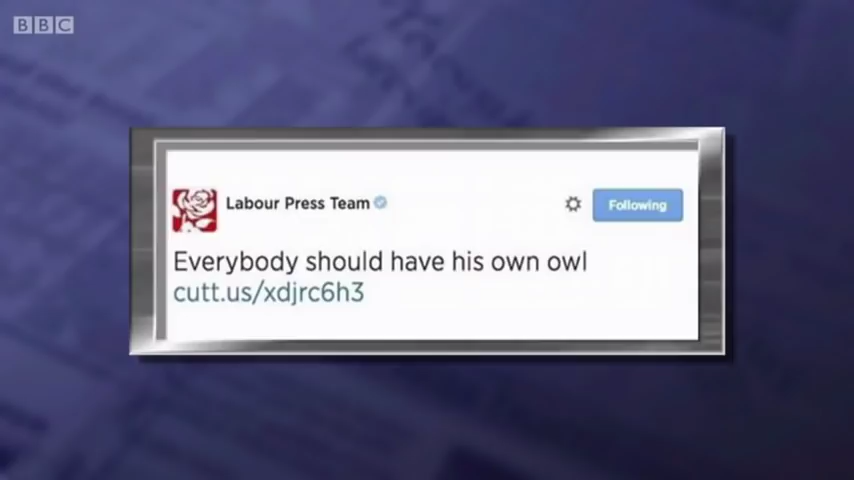 BBC
Labour Press Team
Following
Everybody should have his own owl
cutt.us/xdjrc6h3